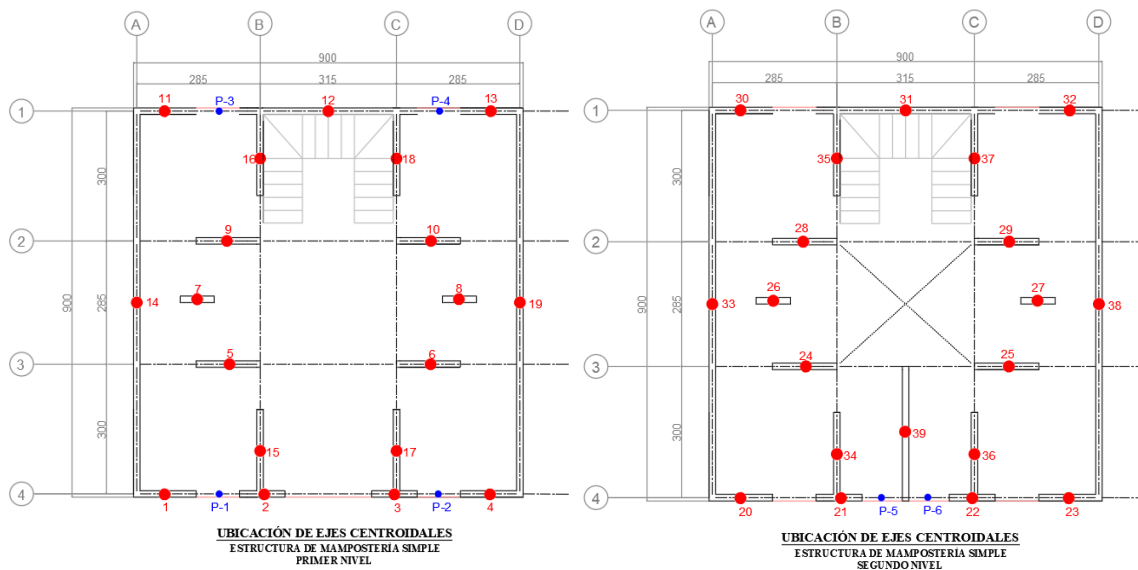 A B C D
900
285 315 285
11 P-3 12 P-4 13
1
16 18
300
9 10
2
7 8
900
285
14 19
5 6
3
300
15 17
4
1 P-1 2 3 P-2 4
UBICACIÓN DE EJES CENTROIDALES
ESTRUCTURA DE MAMPOSTERÍA SIMPLE
PRIMER NIVEL
A B C D
900
285 315 285
30 31 32
1
35 37
300
28 29
2
26 27
900
285
33 38
24 25
3
300
39
34 36
4
20 21 P-5 P-6 22 23
UBICACIÓN DE EJES CENTROIDALES
ESTRUCTURA DE MAMPOSTERÍA SIMPLE
SEGUNDO NIVEL